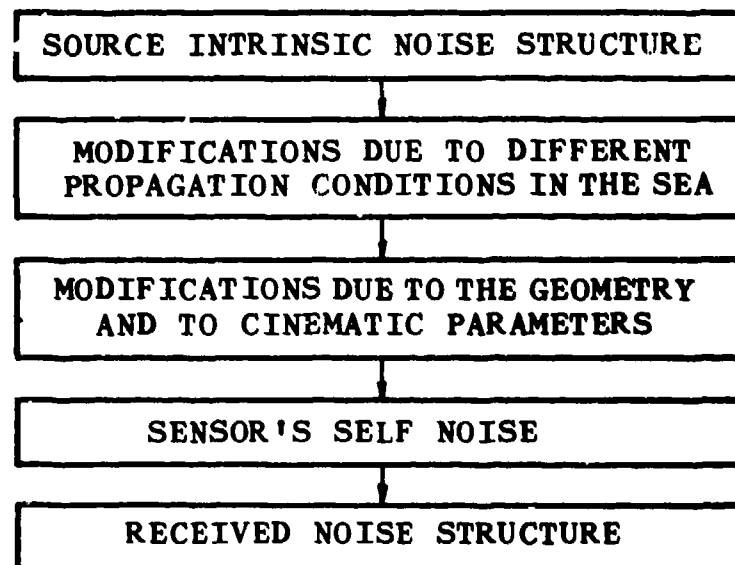 SOURCE INTRINSIC NOISE STRUCTURE
MODIFICATIONS DUE TO DIFFERENT
PROPAGATION CONDITIONS IN THE SEA
MODIFICATIONS DUE TO THE GEOMETRY
AND TO CINEMATIC PARAMETERS
SENSOR'S SELF NOISE
RECEIVED NOISE STRUCTURE